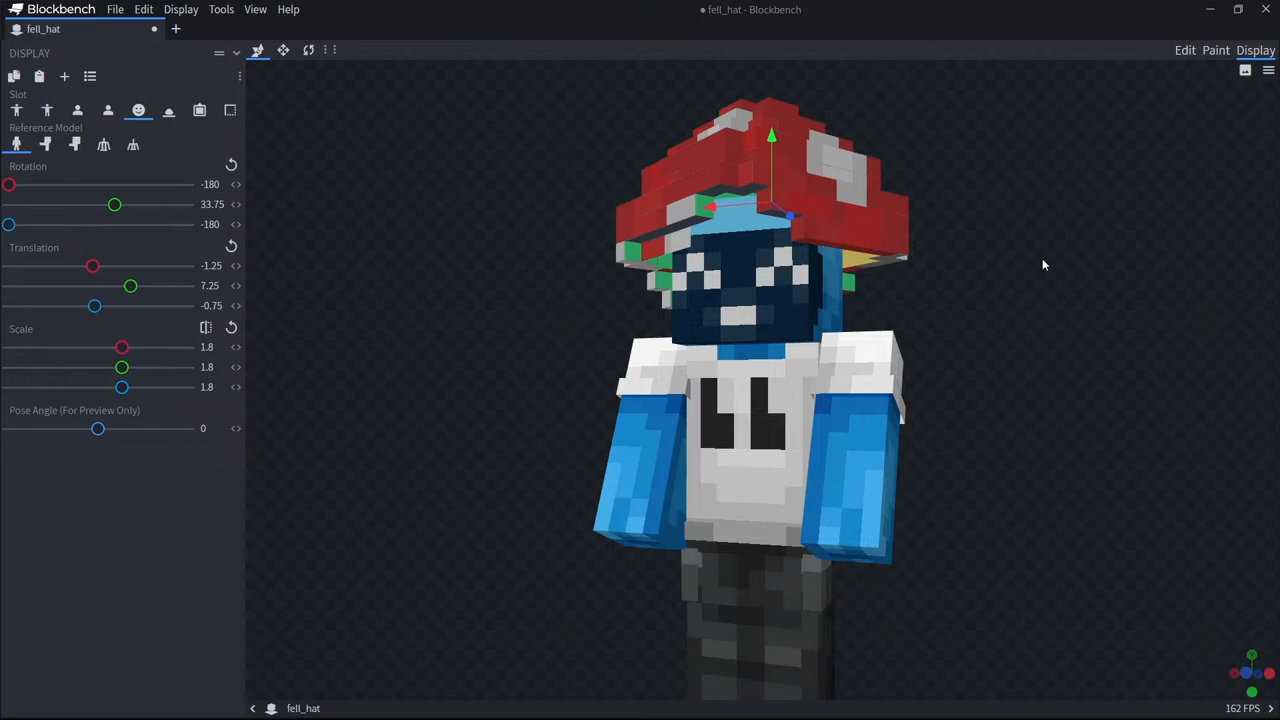 Blockbench File Edit Display Tools View Help
fell_hat - Blockbench
fell_hat
DISPLAY
Edit Paint Display
Slot
Reference Model
Rotation
-180
33.75
-180
Translation
-1.25
7.25
-0.75
Scale
1.8
1.8
1.8
Pose Angle (For Preview Only)
0
Y
fell_hat
162 FPS